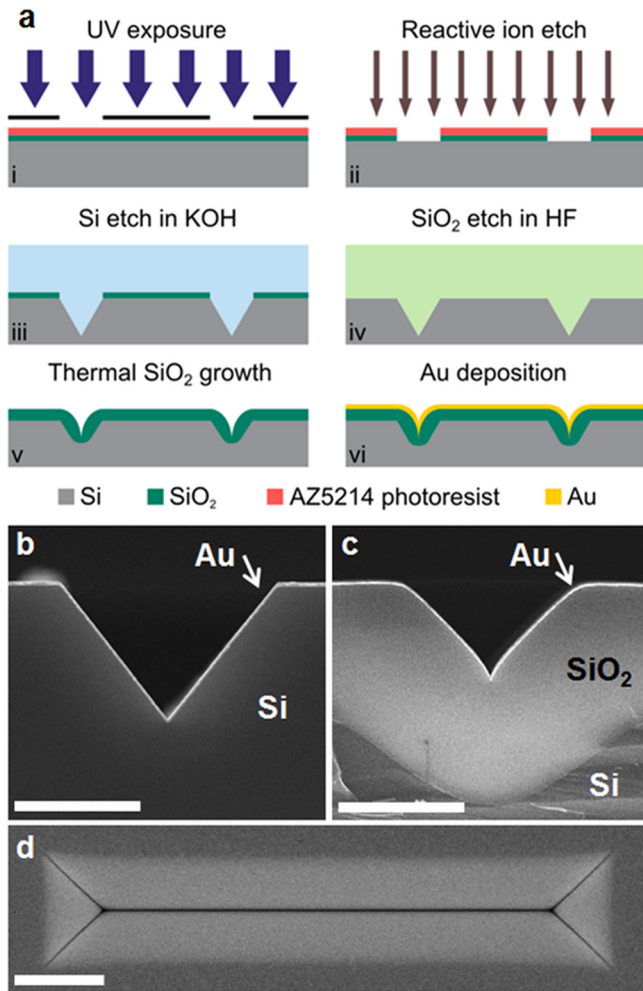 a
UV exposure
Reactive ion etch
i
ii
Si etch in KOH
SiO₂ etch in HF
iii
iv
Thermal SiO₂ growth
Au deposition
v
vi
Si SiO₂ AZ5214 photoresist Au
b
Au
Si
c
Au
SiO₂
Si
d